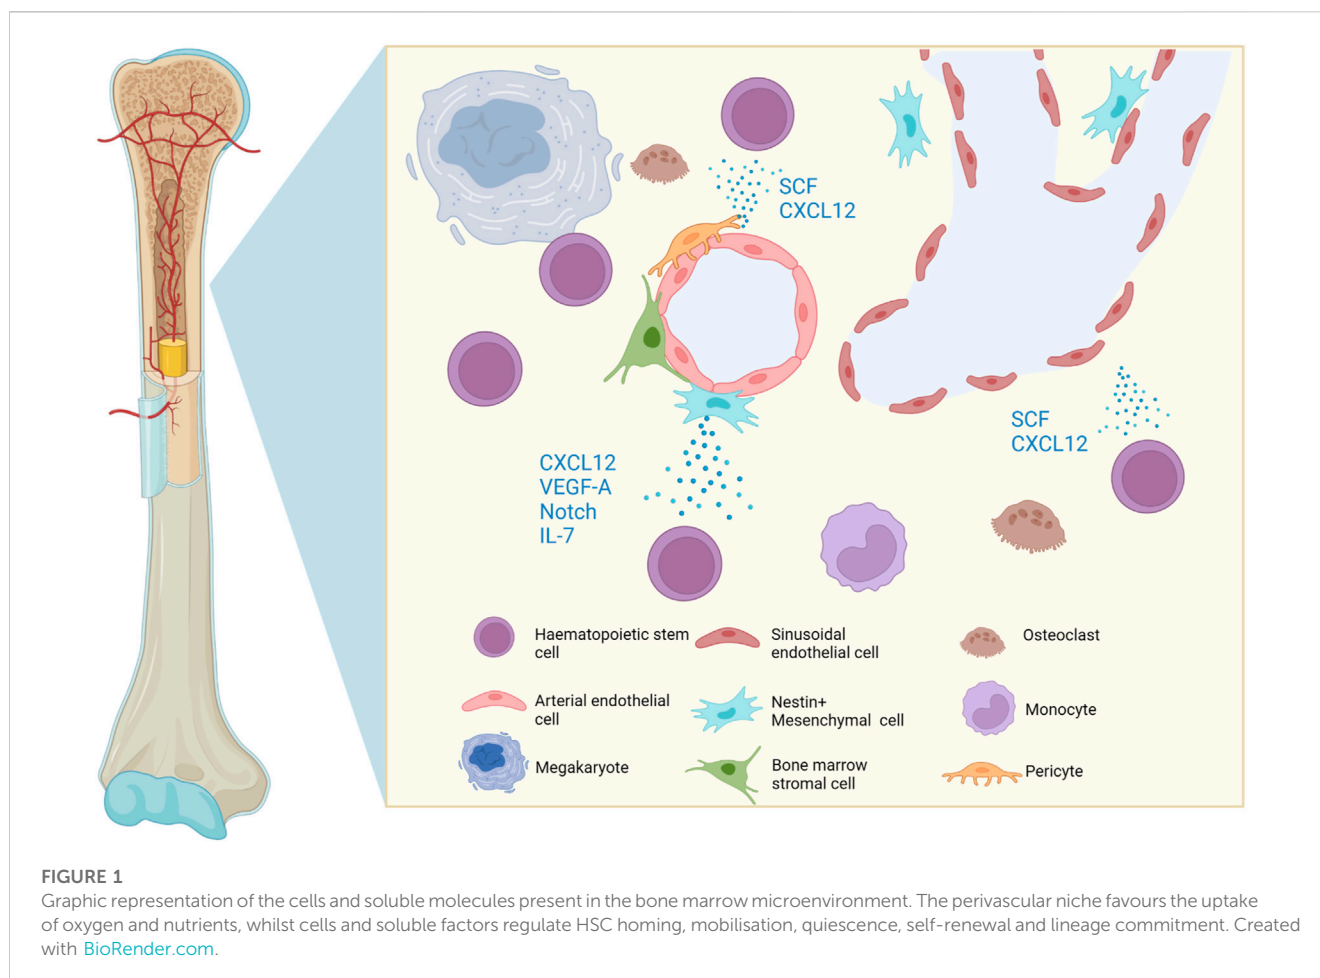 SCF
CXCL12
SCF
CXCL12
CXCL12
VEGF-A
Notch
IL-7
Haematopoietic stem
cell
Sinusoidal
endothelial cell
Osteoclast
Arterial endothelial
cell
Nestin+
Mesenchymal cell
Monocyte
Megakaryote
Bone marrow
stromal cell
Pericyte
FIGURE 1
Graphic representation of the cells and soluble molecules present in the bone marrow microenvironment. The perivascular niche favours the uptake
of oxygen and nutrients, whilst cells and soluble factors regulate HSC homing, mobilisation, quiescence, self-renewal and lineage commitment. Created
with BioRender.com.